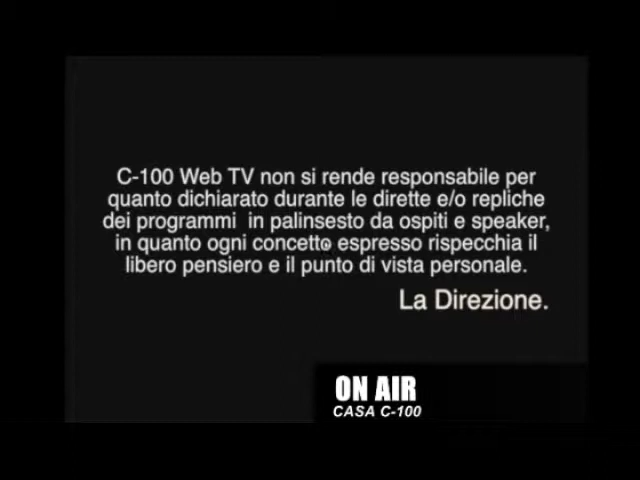 C-100 Web TV non si rende responsabile per
quanto dichiarato durante le dirette e/o repliche
dei programmi in palinsesto da ospiti e speaker,
in quanto ogni concetto espresso rispecchia il
libero pensiero e il punto di vista personale.
La Direzione.
ON AIR
CASA C-100